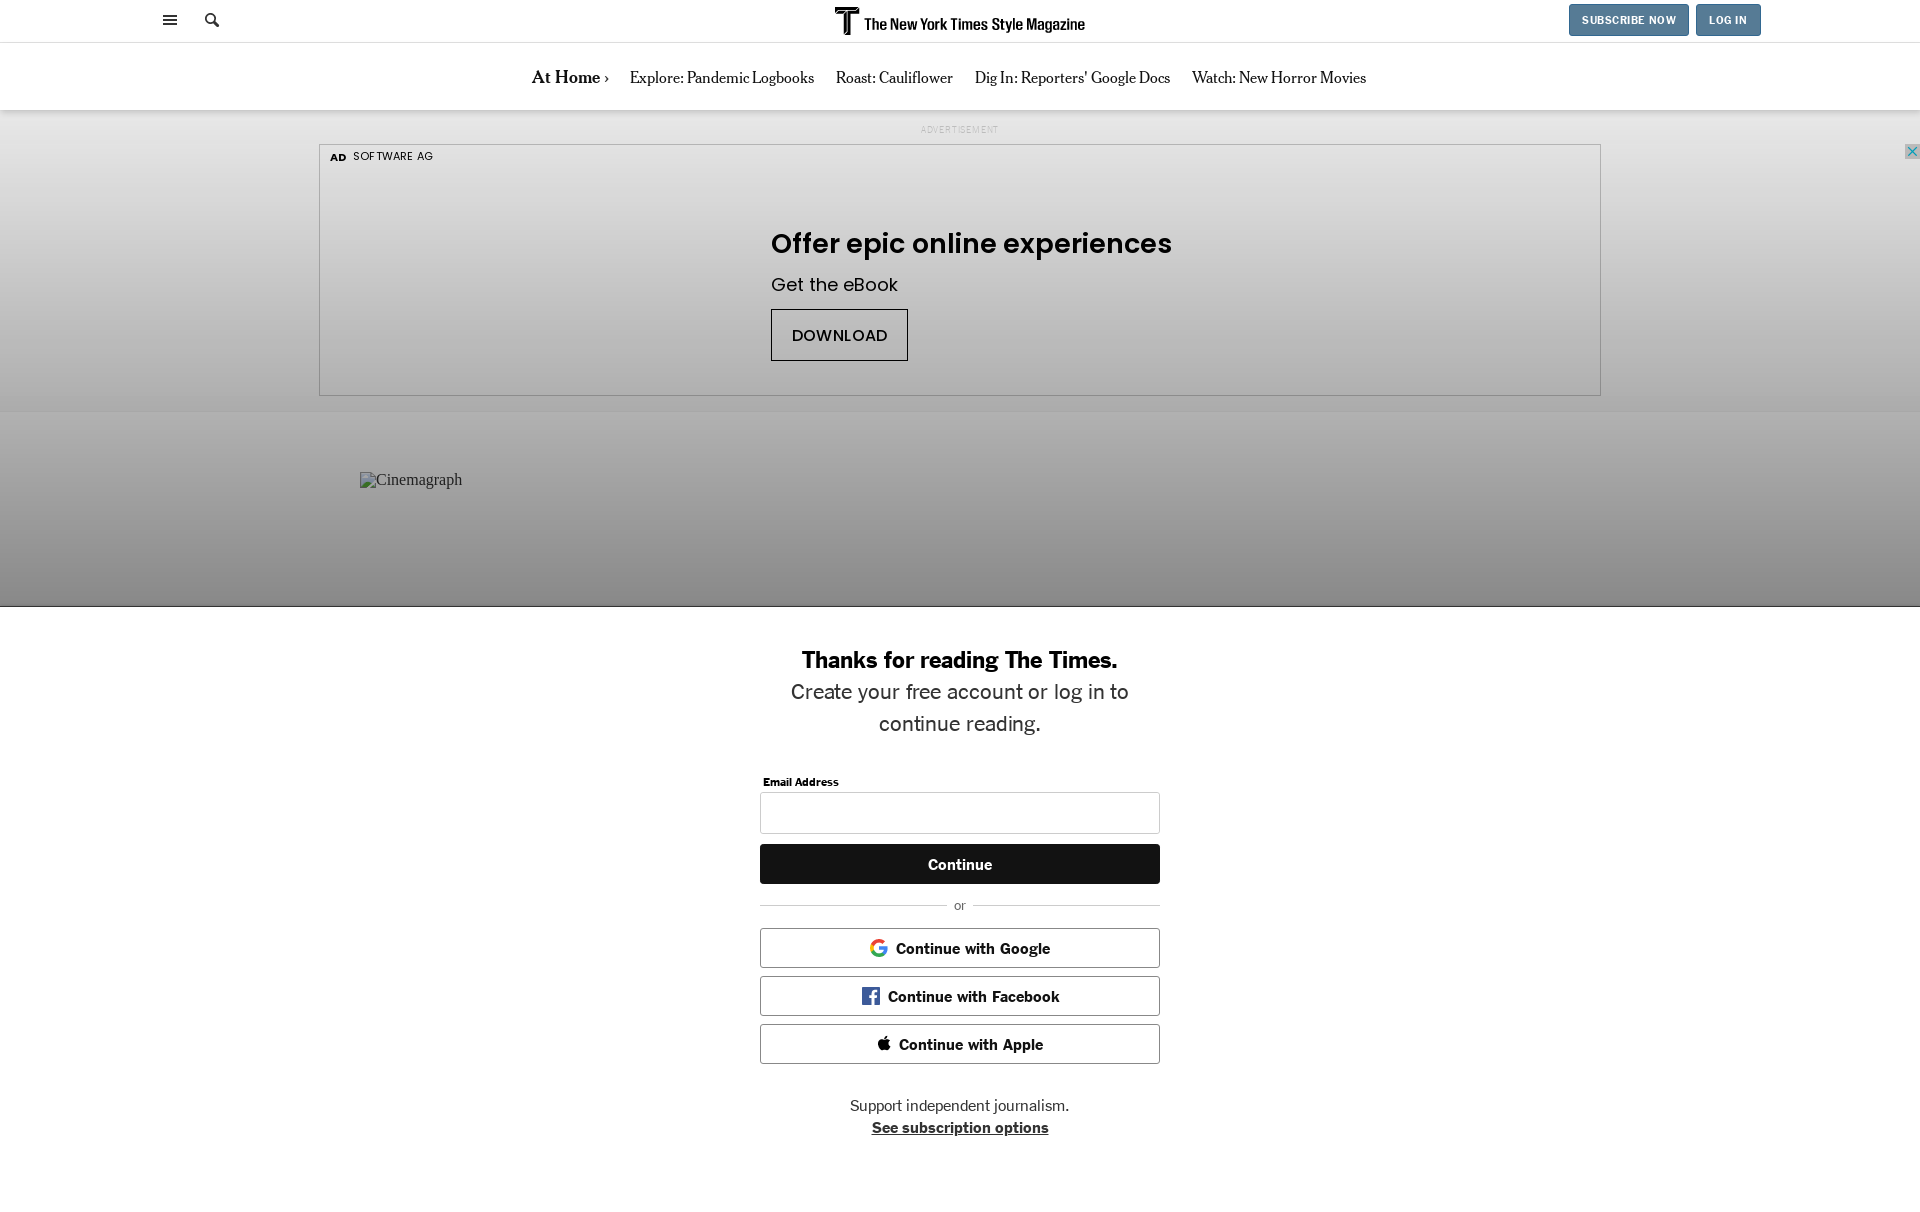 The New York Times Style Magazine
SUBSCRIBE NOW
LOG IN
At Home ›
Explore: Pandemic Logbooks
Roast: Cauliflower
Dig In: Reporters' Google Docs
Watch: New Horror Movies
ADVERTISEMENT
AD SOFTWARE AG
Offer epic online experiences
Get the eBook
DOWNLOAD
Cinemagraph
Thanks for reading The Times.
Create your free account or log in to
continue reading.
Email Address
Continue
or
Continue with Google
Continue with Facebook
Continue with Apple
Support independent journalism.
See subscription options